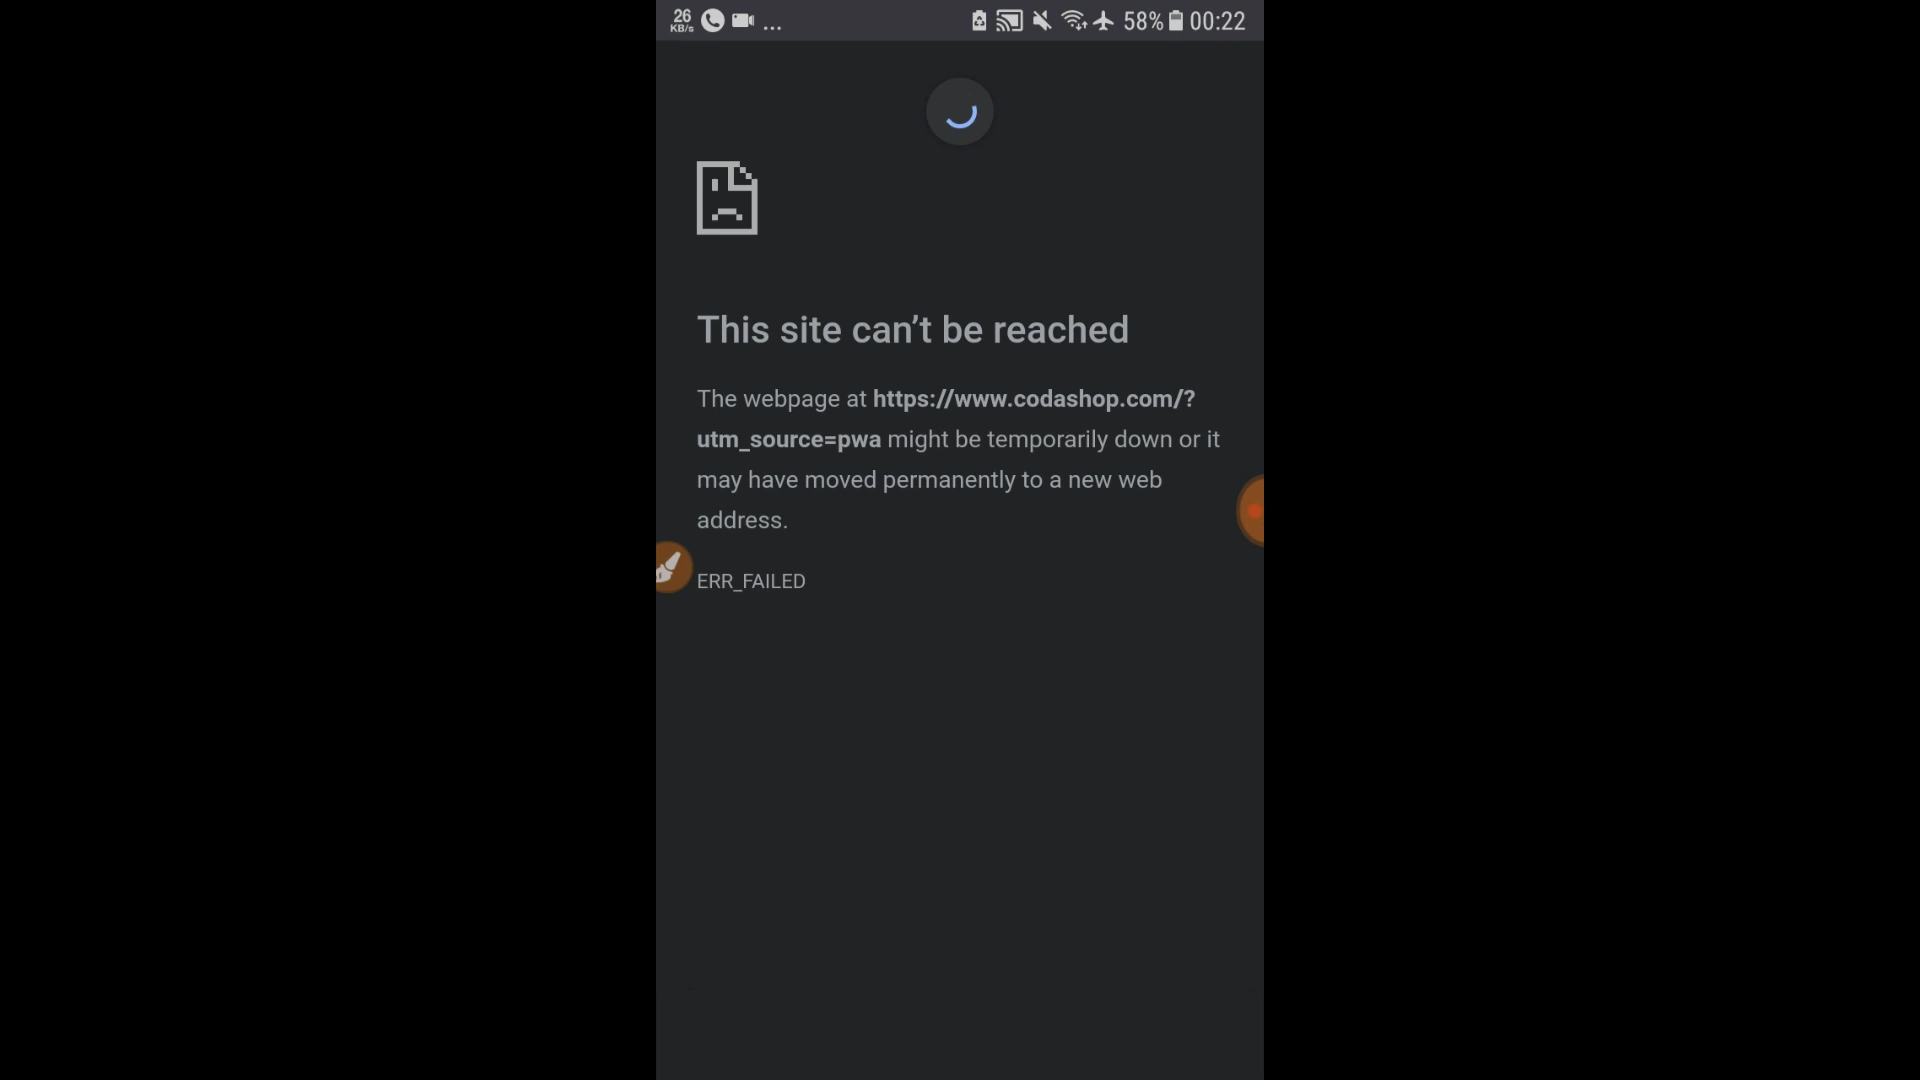 26
KB/s
... 58% 00:22
This site can’t be reached
The webpage at https://www.codashop.com/?
utm_source=pwa might be temporarily down or it
may have moved permanently to a new web
address.
ERR_FAILED